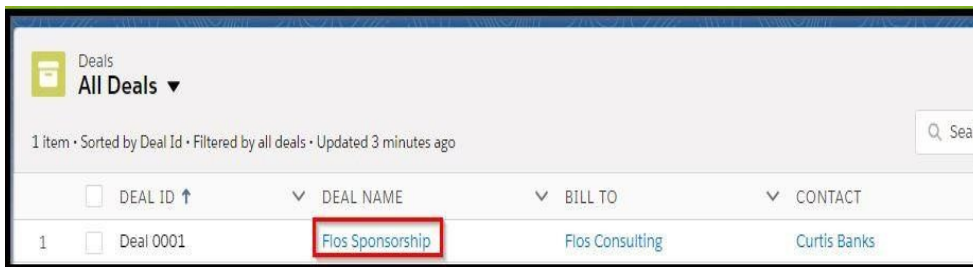 Deals
All Deals
1 item • Sorted by Deal Id • Filtered by all deals • Updated 3 minutes ago
Sea
DEAL ID DEAL NAME BILL TO CONTACT
1 Deal 0001 Flos Sponsorship Flos Consulting Curtis Banks